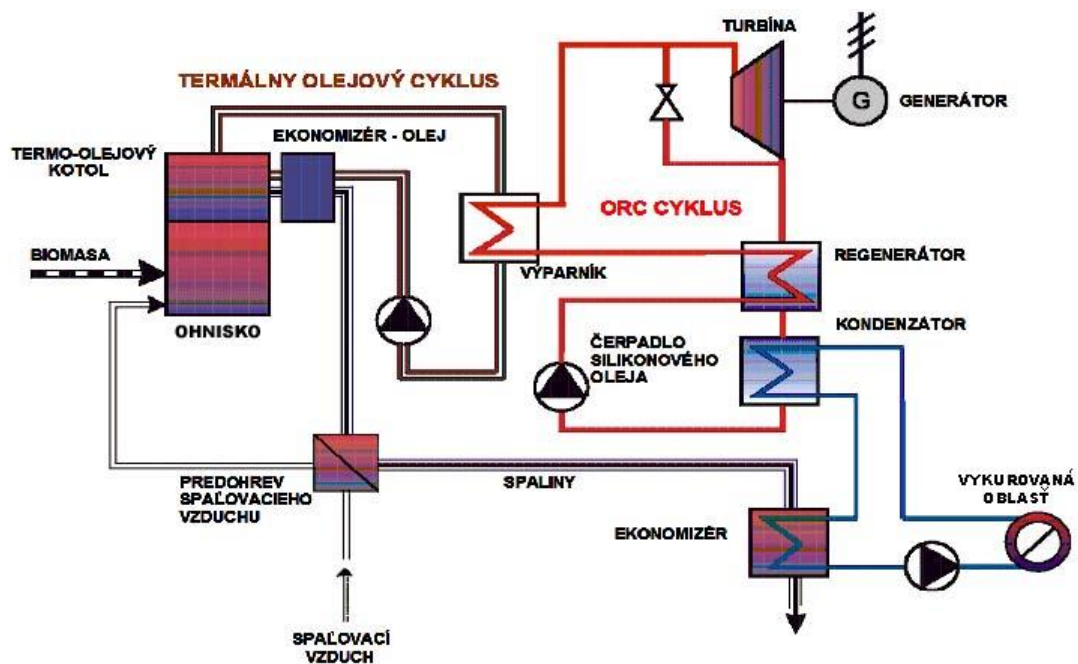 TURBÍNA
TERMÁLNY OLEJOVÝ CYKLUS
G
GENERÁTOR
EKONOMIZÉR - OLEJ
TERMO-OLEJOVÝ
KOTOL
ORC CYKLUS
BIOMASA
VÝPARNÍK
REGENERÁTOR
OHNISKO
KONDENZÁTOR
ČERPADLO
SILIKONOVÉHO
OLEJA
PREDOHREV
SPAĽOVACIEHO
VZDUCHU
SPALINY
VYKUROVANÁ
OBLASŤ
EKONOMIZÉR
SPAĽOVACÍ
VZDUCH